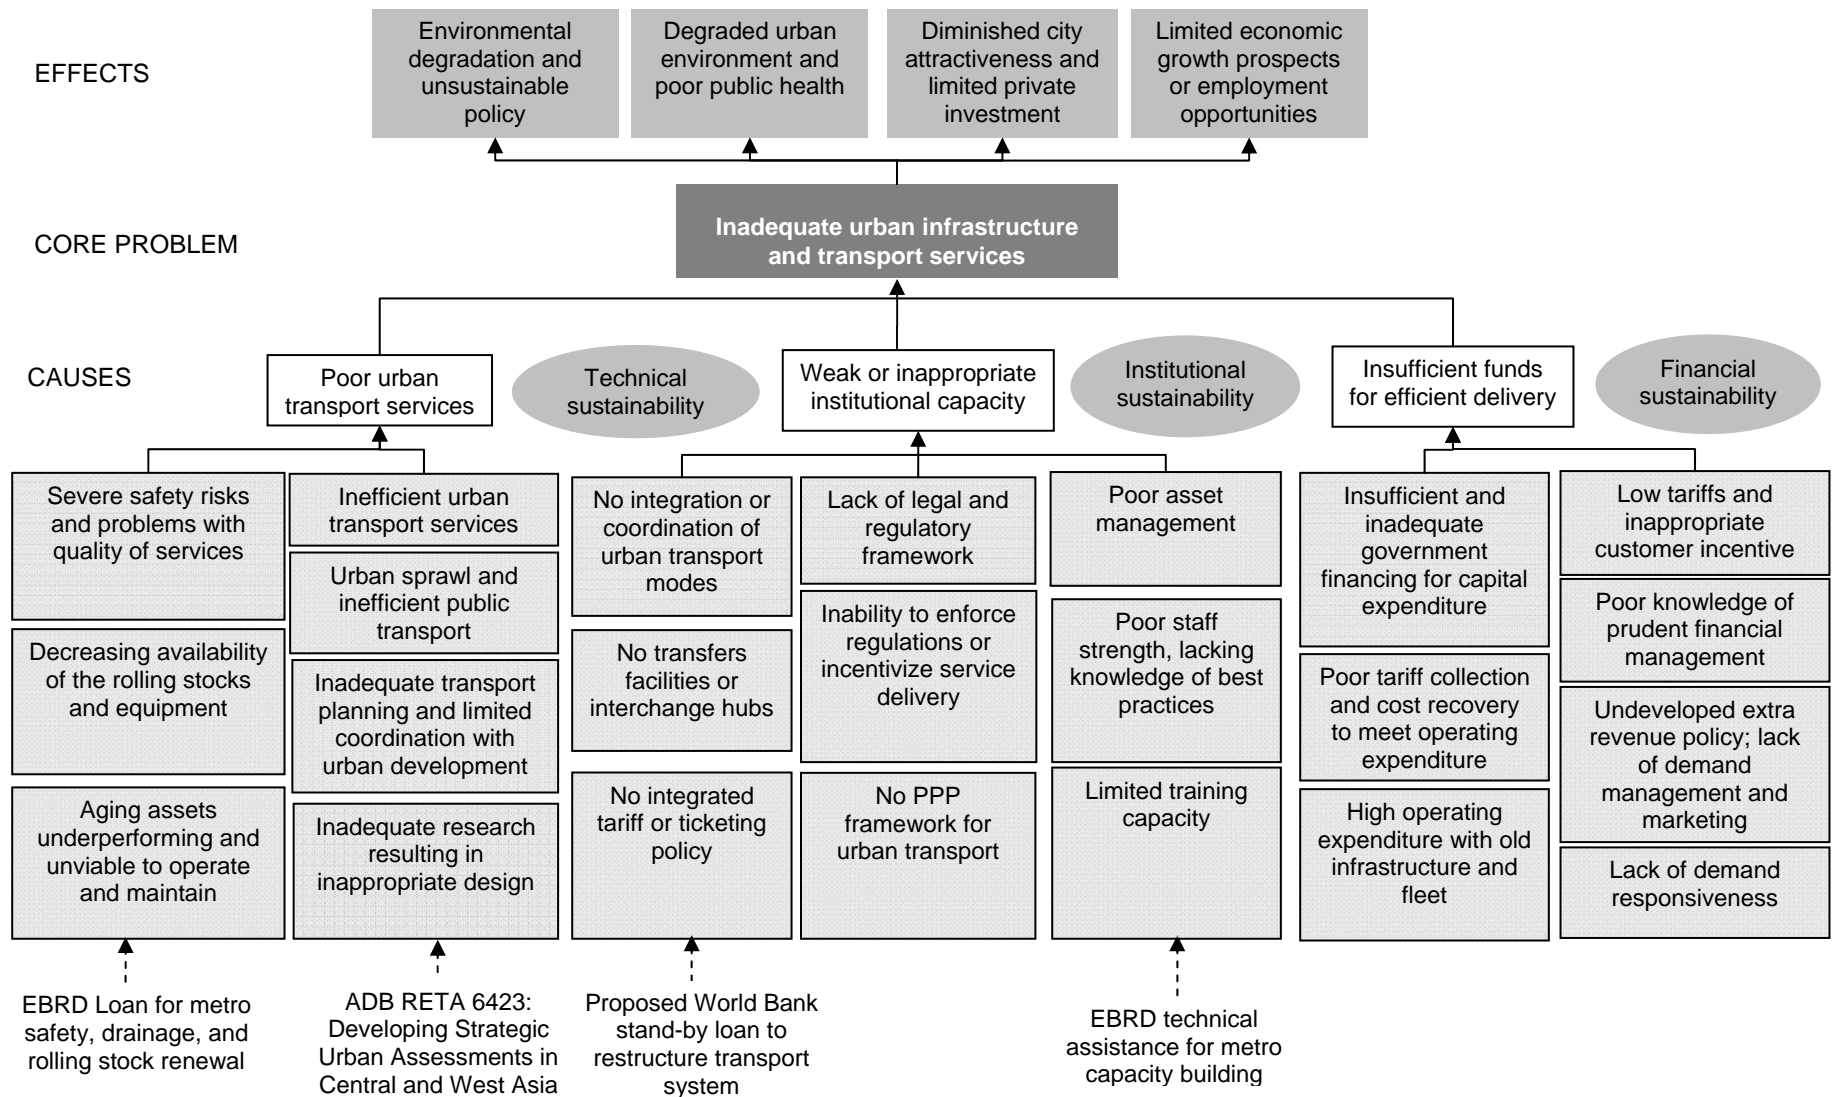 EFFECTS
Environmental
degradation and
unsustainable
policy
Degraded urban
environment and
poor public health
Diminished city
attractiveness and
limited private
investment
Limited economic
growth prospects
or employment
opportunities
CORE PROBLEM
Inadequate urban infrastructure
and transport services
CAUSES
Poor urban
transport services
Technical
sustainability
Weak or inappropriate
institutional capacity
Institutional
sustainability
Insufficient funds
for efficient delivery
Financial
sustainability
Severe safety risks
and problems with
quality of services
Decreasing availability
of the rolling stocks
and equipment
Aging assets
underperforming and
unviable to operate
and maintain
Inefficient urban
transport services
Urban sprawl and
inefficient public
transport
Inadequate transport
planning and limited
coordination with
urban development
Inadequate research
resulting in
inappropriate design
No integration or
coordination of
urban transport
modes
No transfers
facilities or
interchange hubs
No integrated
tariff or ticketing
policy
Lack of legal and
regulatory
framework
Inability to enforce
regulations or
incentivize service
delivery
No PPP
framework for
urban transport
Poor asset
management
Poor staff
strength, lacking
knowledge of best
practices
Limited training
capacity
Insufficient and
inadequate
government
financing for capital
expenditure
Poor tariff collection
and cost recovery
to meet operating
expenditure
High operating
expenditure with old
infrastructure and
fleet
Low tariffs and
inappropriate
customer incentive
Poor knowledge of
prudent financial
management
Undeveloped extra
revenue policy; lack
of demand
management and
marketing
Lack of demand
responsiveness
EBRD Loan for metro
safety, drainage, and
rolling stock renewal
ADB RETA 6423:
Developing Strategic
Urban Assessments in
Central and West Asia
Proposed World Bank
stand-by loan to
restructure transport
system
EBRD technical
assistance for metro
capacity building